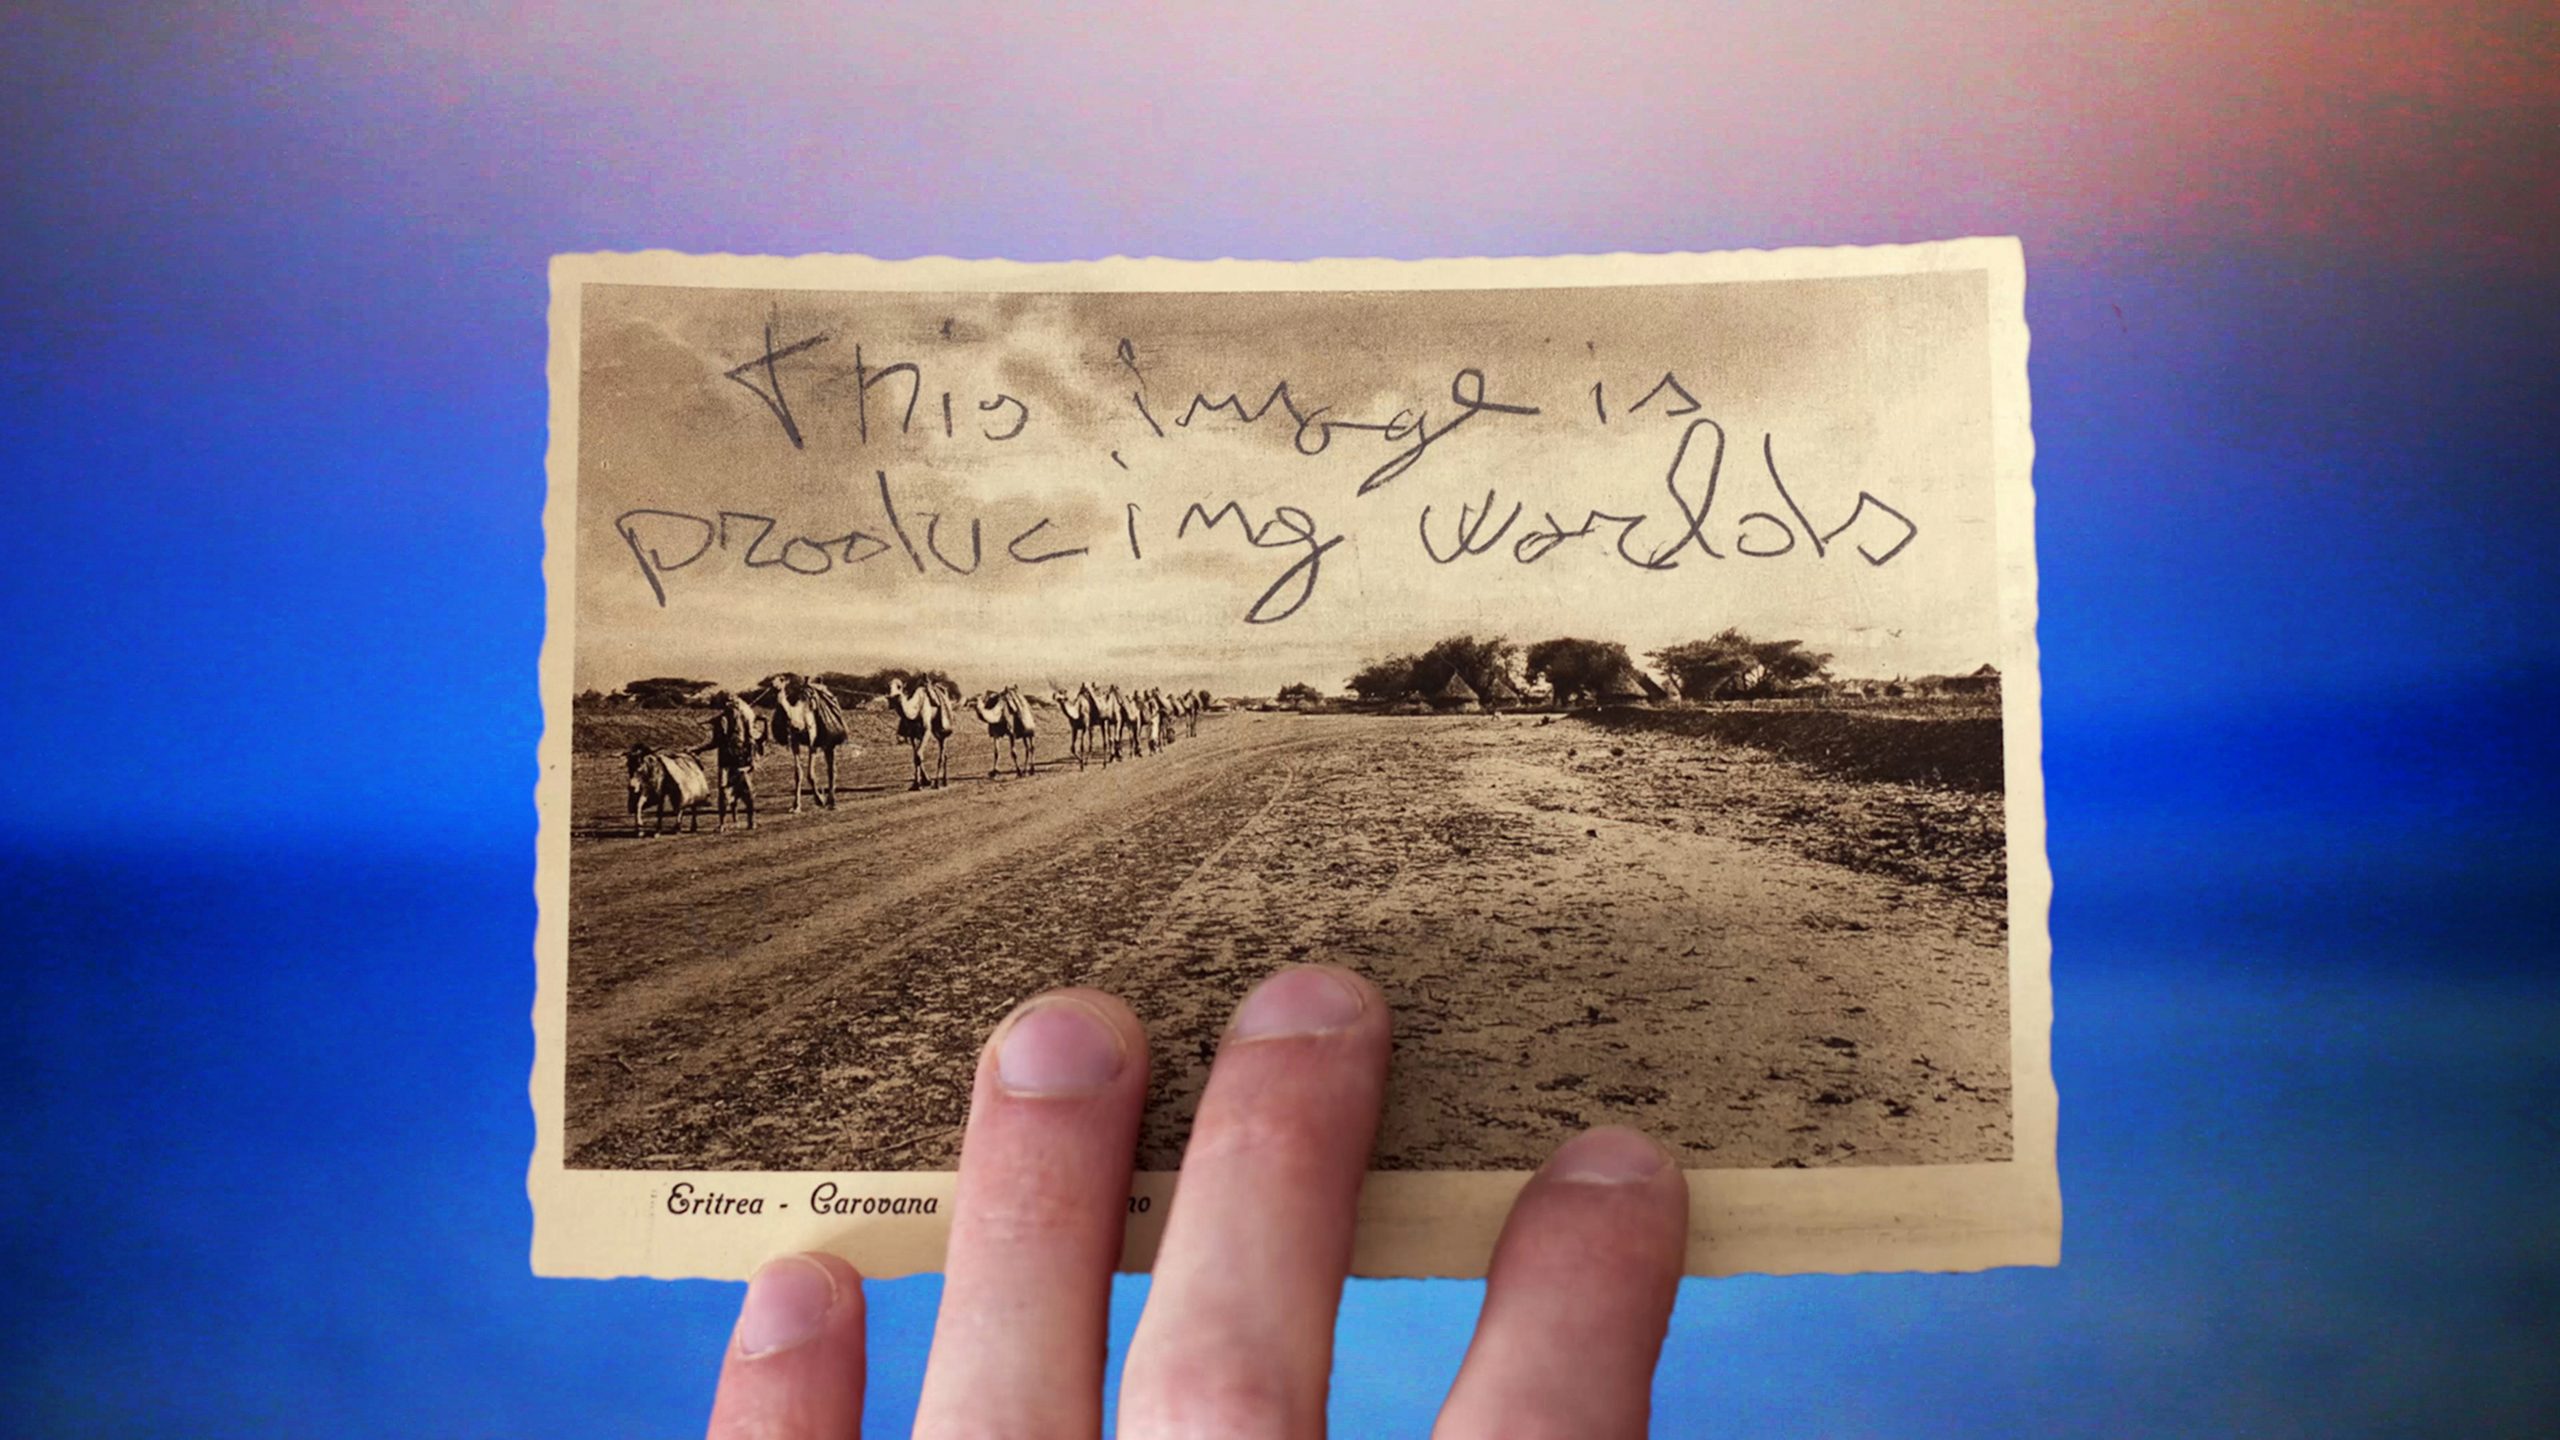 This image is
producing worlds
Eritrea - Carovana